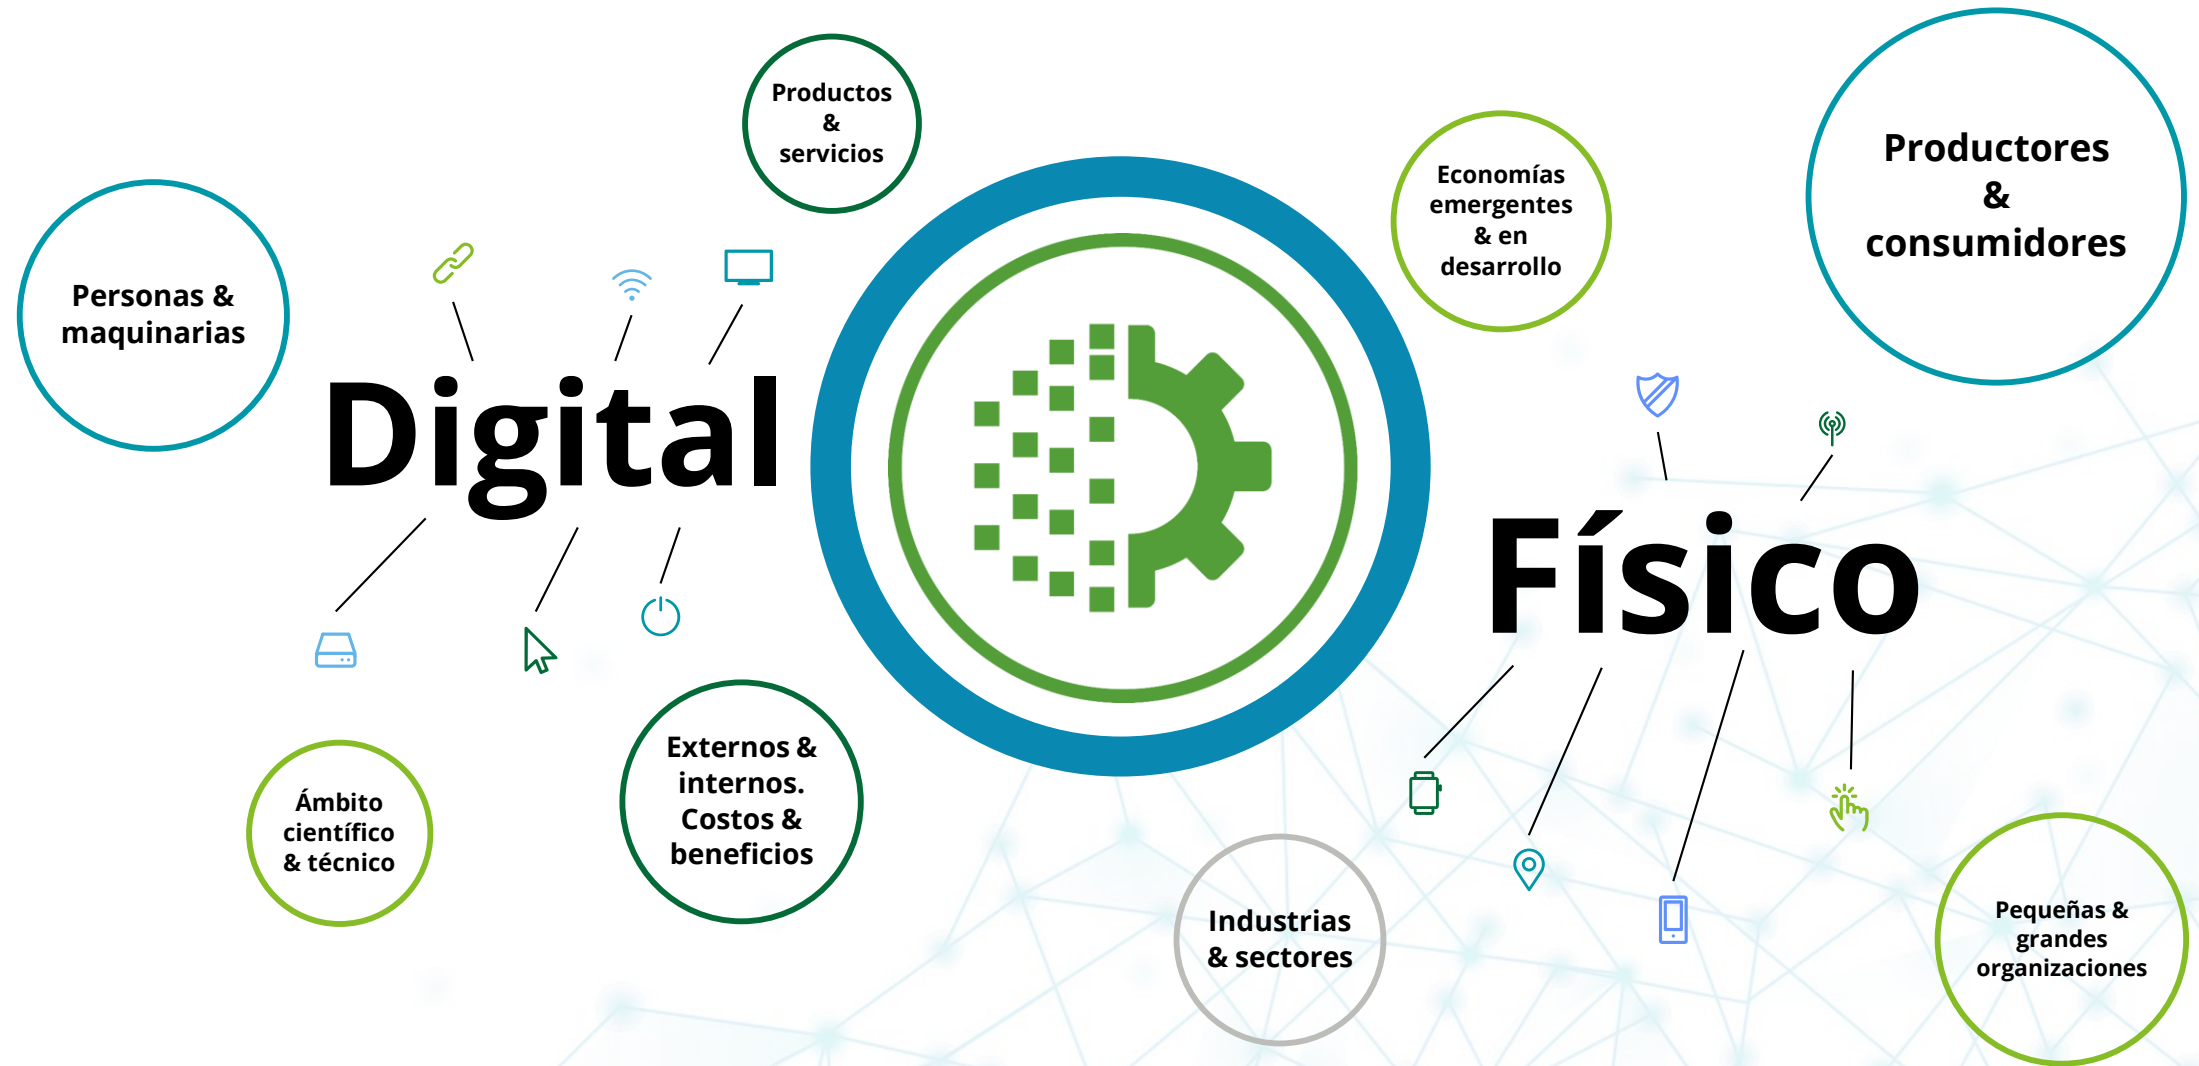 Productos
&
servicios
Personas &
maquinarias
Digital
Ámbito
científico
& técnico
Externos &
internos.
Costos &
beneficios
Economías
emergentes
& en
desarrollo
Productores
&
consumidores
Físico
Industrias
& sectores
Pequeñas &
grandes
organizaciones